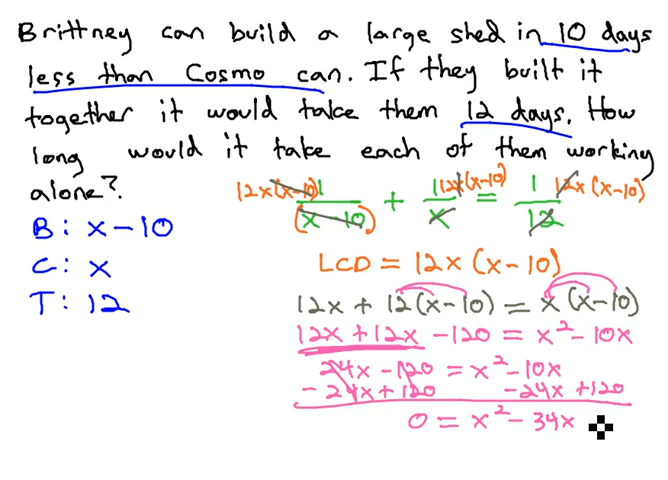 Brittney can build a large shed in 10 days
less than Cosmo can. If they built it
together it would take them 12 days. How
long would it take each of them working
alone?
12x(x-10) 1/(x-10) + 12x(x-10) 1/x = 1/12 12x(x-10)
B: x-10
LCD = 12x(x-10)
C: x
T: 12
12x + 12(x-10) = x(x-10)
12x + 12x - 120 = x² - 10x
24x - 120 = x² - 10x
- 24x + 120 - 24x + 120
0 = x² - 34x